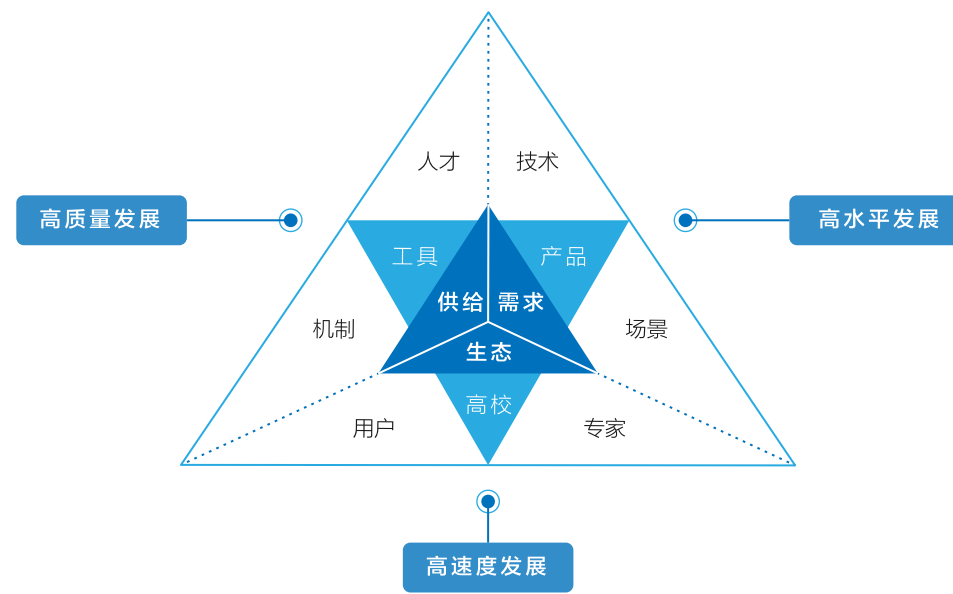 人才
技术
高质量发展
高水平发展
工具
产品
供给
需求
机制
场景
生态
高校
用户
专家
高速度发展